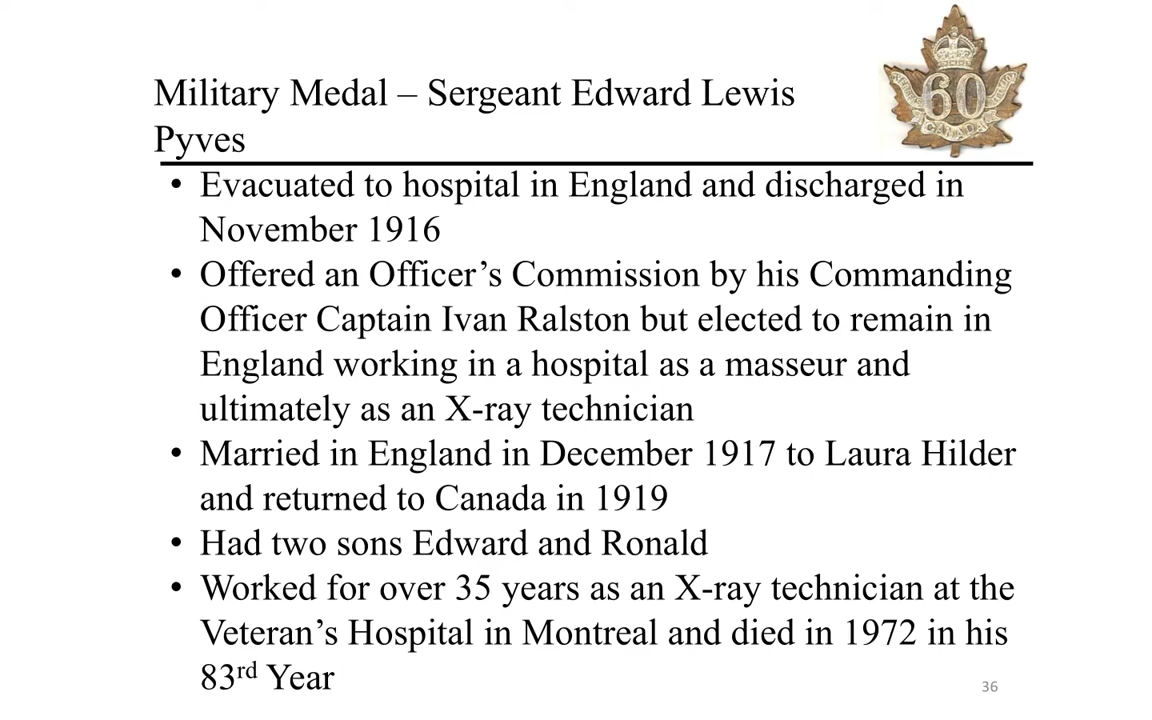 Military Medal – Sergeant Edward Lewis
Pyves
60
CANADA
• Evacuated to hospital in England and discharged in
November 1916
• Offered an Officer’s Commission by his Commanding
Officer Captain Ivan Ralston but elected to remain in
England working in a hospital as a masseur and
ultimately as an X-ray technician
• Married in England in December 1917 to Laura Hilder
and returned to Canada in 1919
• Had two sons Edward and Ronald
• Worked for over 35 years as an X-ray technician at the
Veteran’s Hospital in Montreal and died in 1972 in his
83rd Year
36